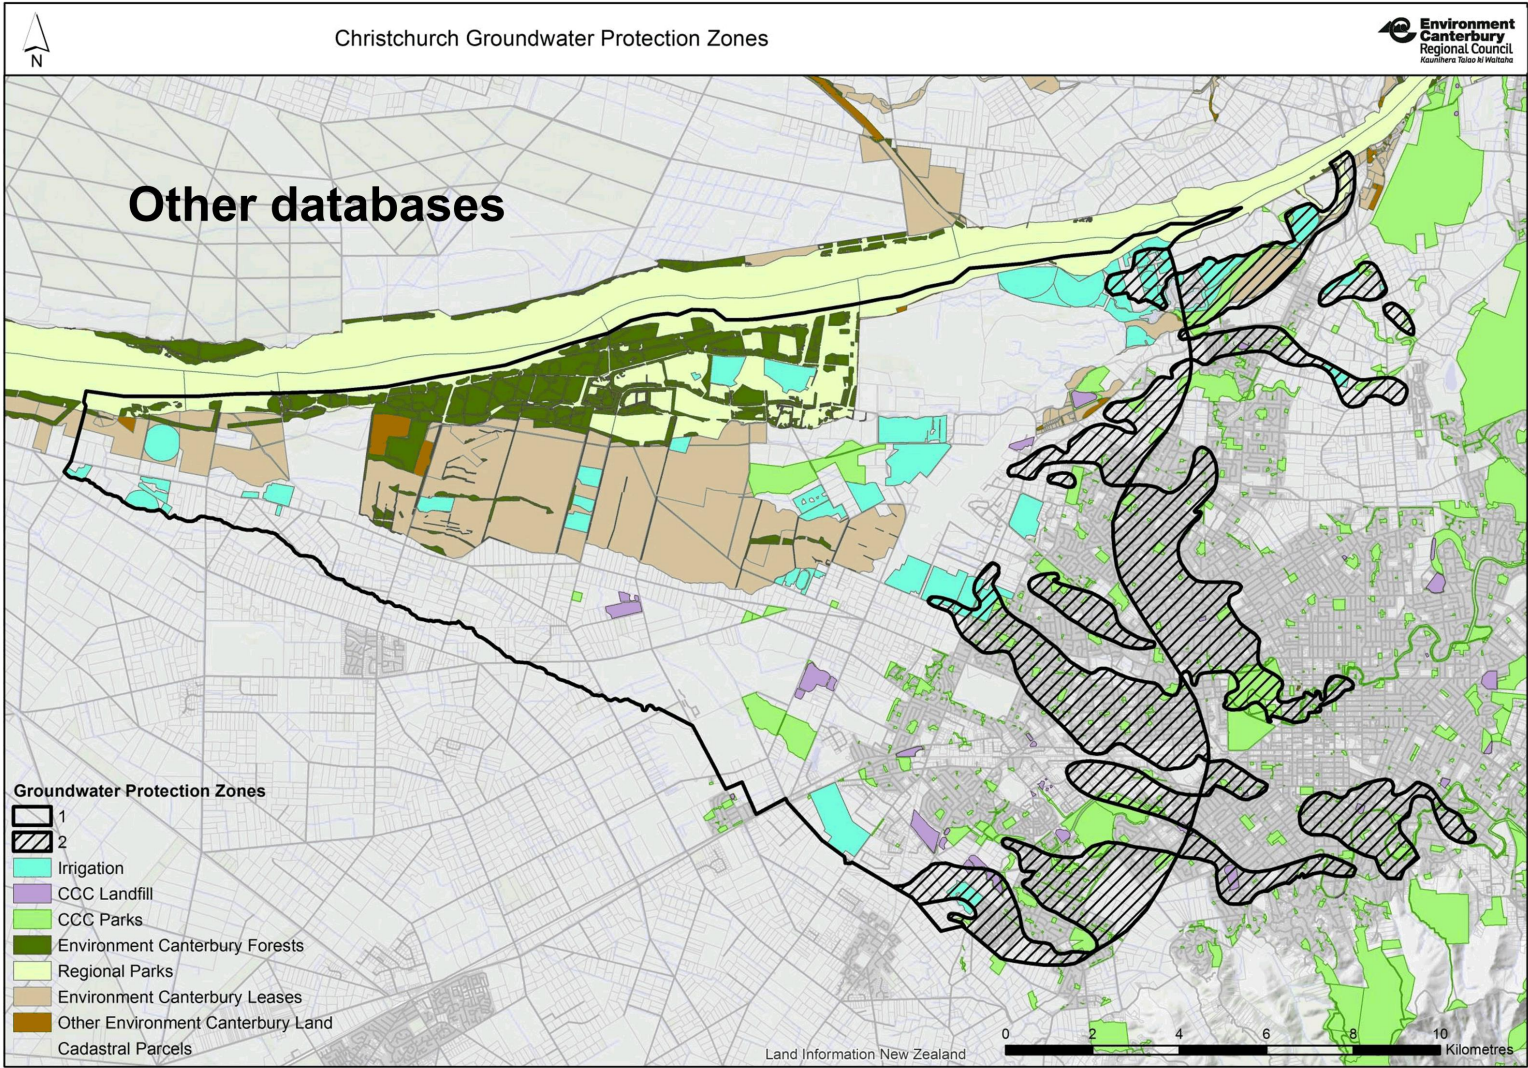 N
Christchurch Groundwater Protection Zones
Environment
Canterbury
Regional Council
Kaunihera Taiao ki Waitaha
Other databases
Groundwater Protection Zones
1
2
Irrigation
CCC Landfill
CCC Parks
Environment Canterbury Forests
Regional Parks
Environment Canterbury Leases
Other Environment Canterbury Land
Cadastral Parcels
Land Information New Zealand
0 2 4 6 8 10
Kilometres